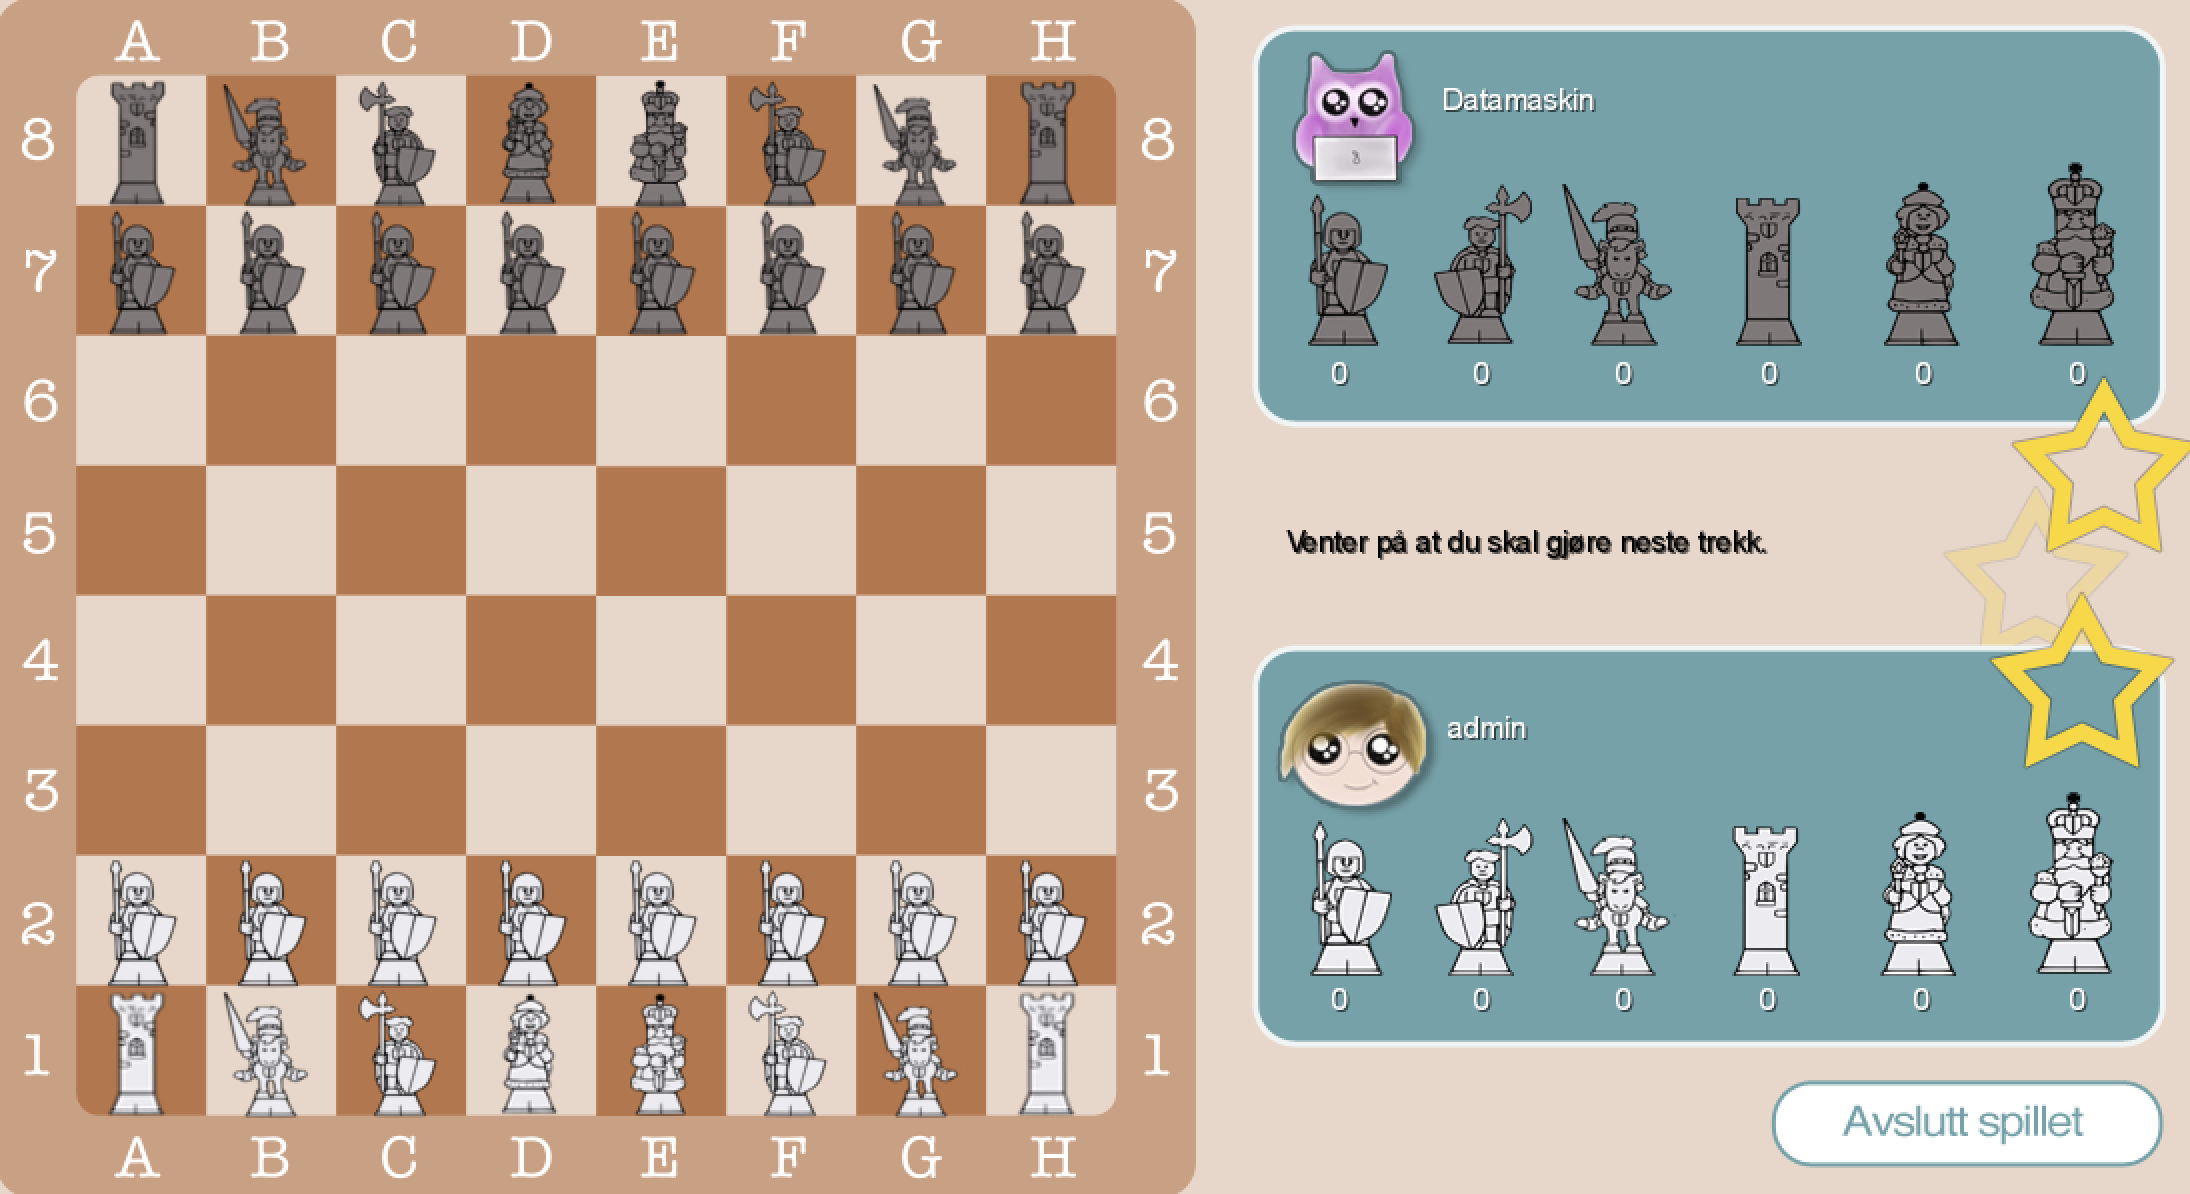 A B C D E F G H
8 8
7 7
6 6
5 5
4 4
3 3
2 2
1 1
A B C D E F G H
Datamaskin
0 0 0 0 0 0
Venter på at du skal gjøre neste trekk.
admin
0 0 0 0 0 0
Avslutt spillet